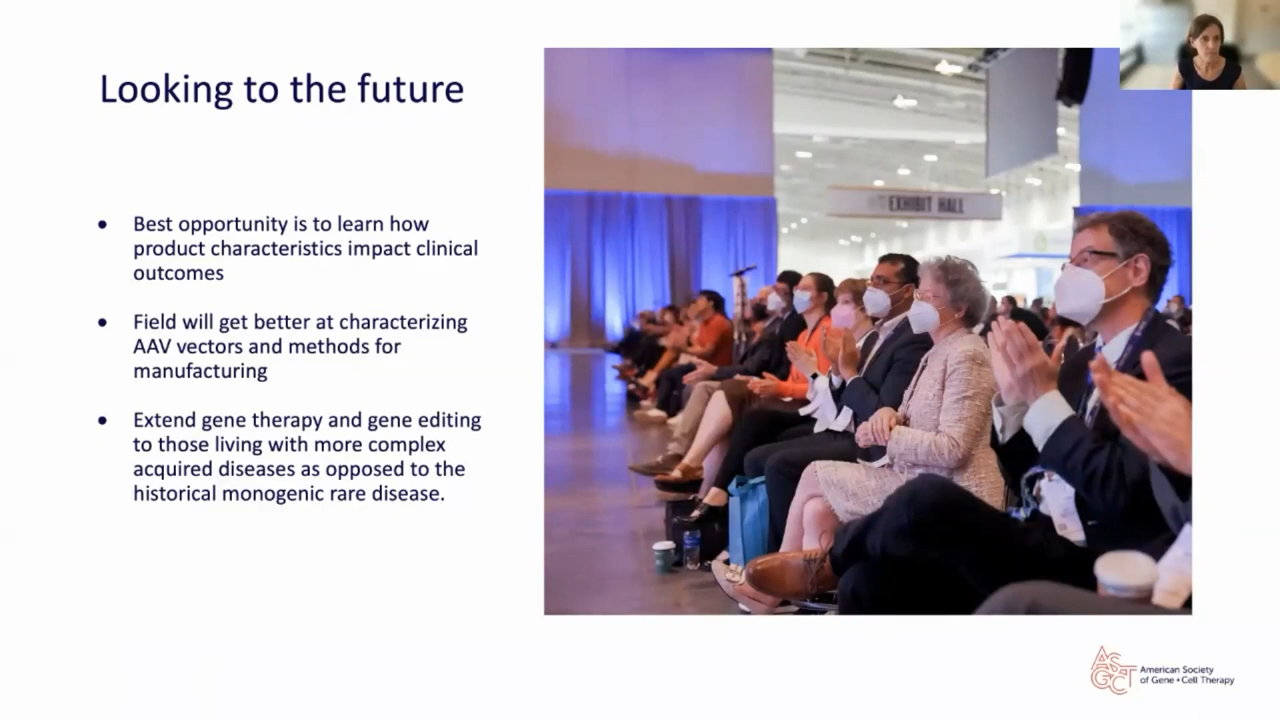 Looking to the future
● Best opportunity is to learn how
product characteristics impact clinical
outcomes
● Field will get better at characterizing
AAV vectors and methods for
manufacturing
● Extend gene therapy and gene editing
to those living with more complex
acquired diseases as opposed to the
historical monogenic rare disease.
EXHIBIT HALL
ASGCT
American Society
of Gene + Cell Therapy